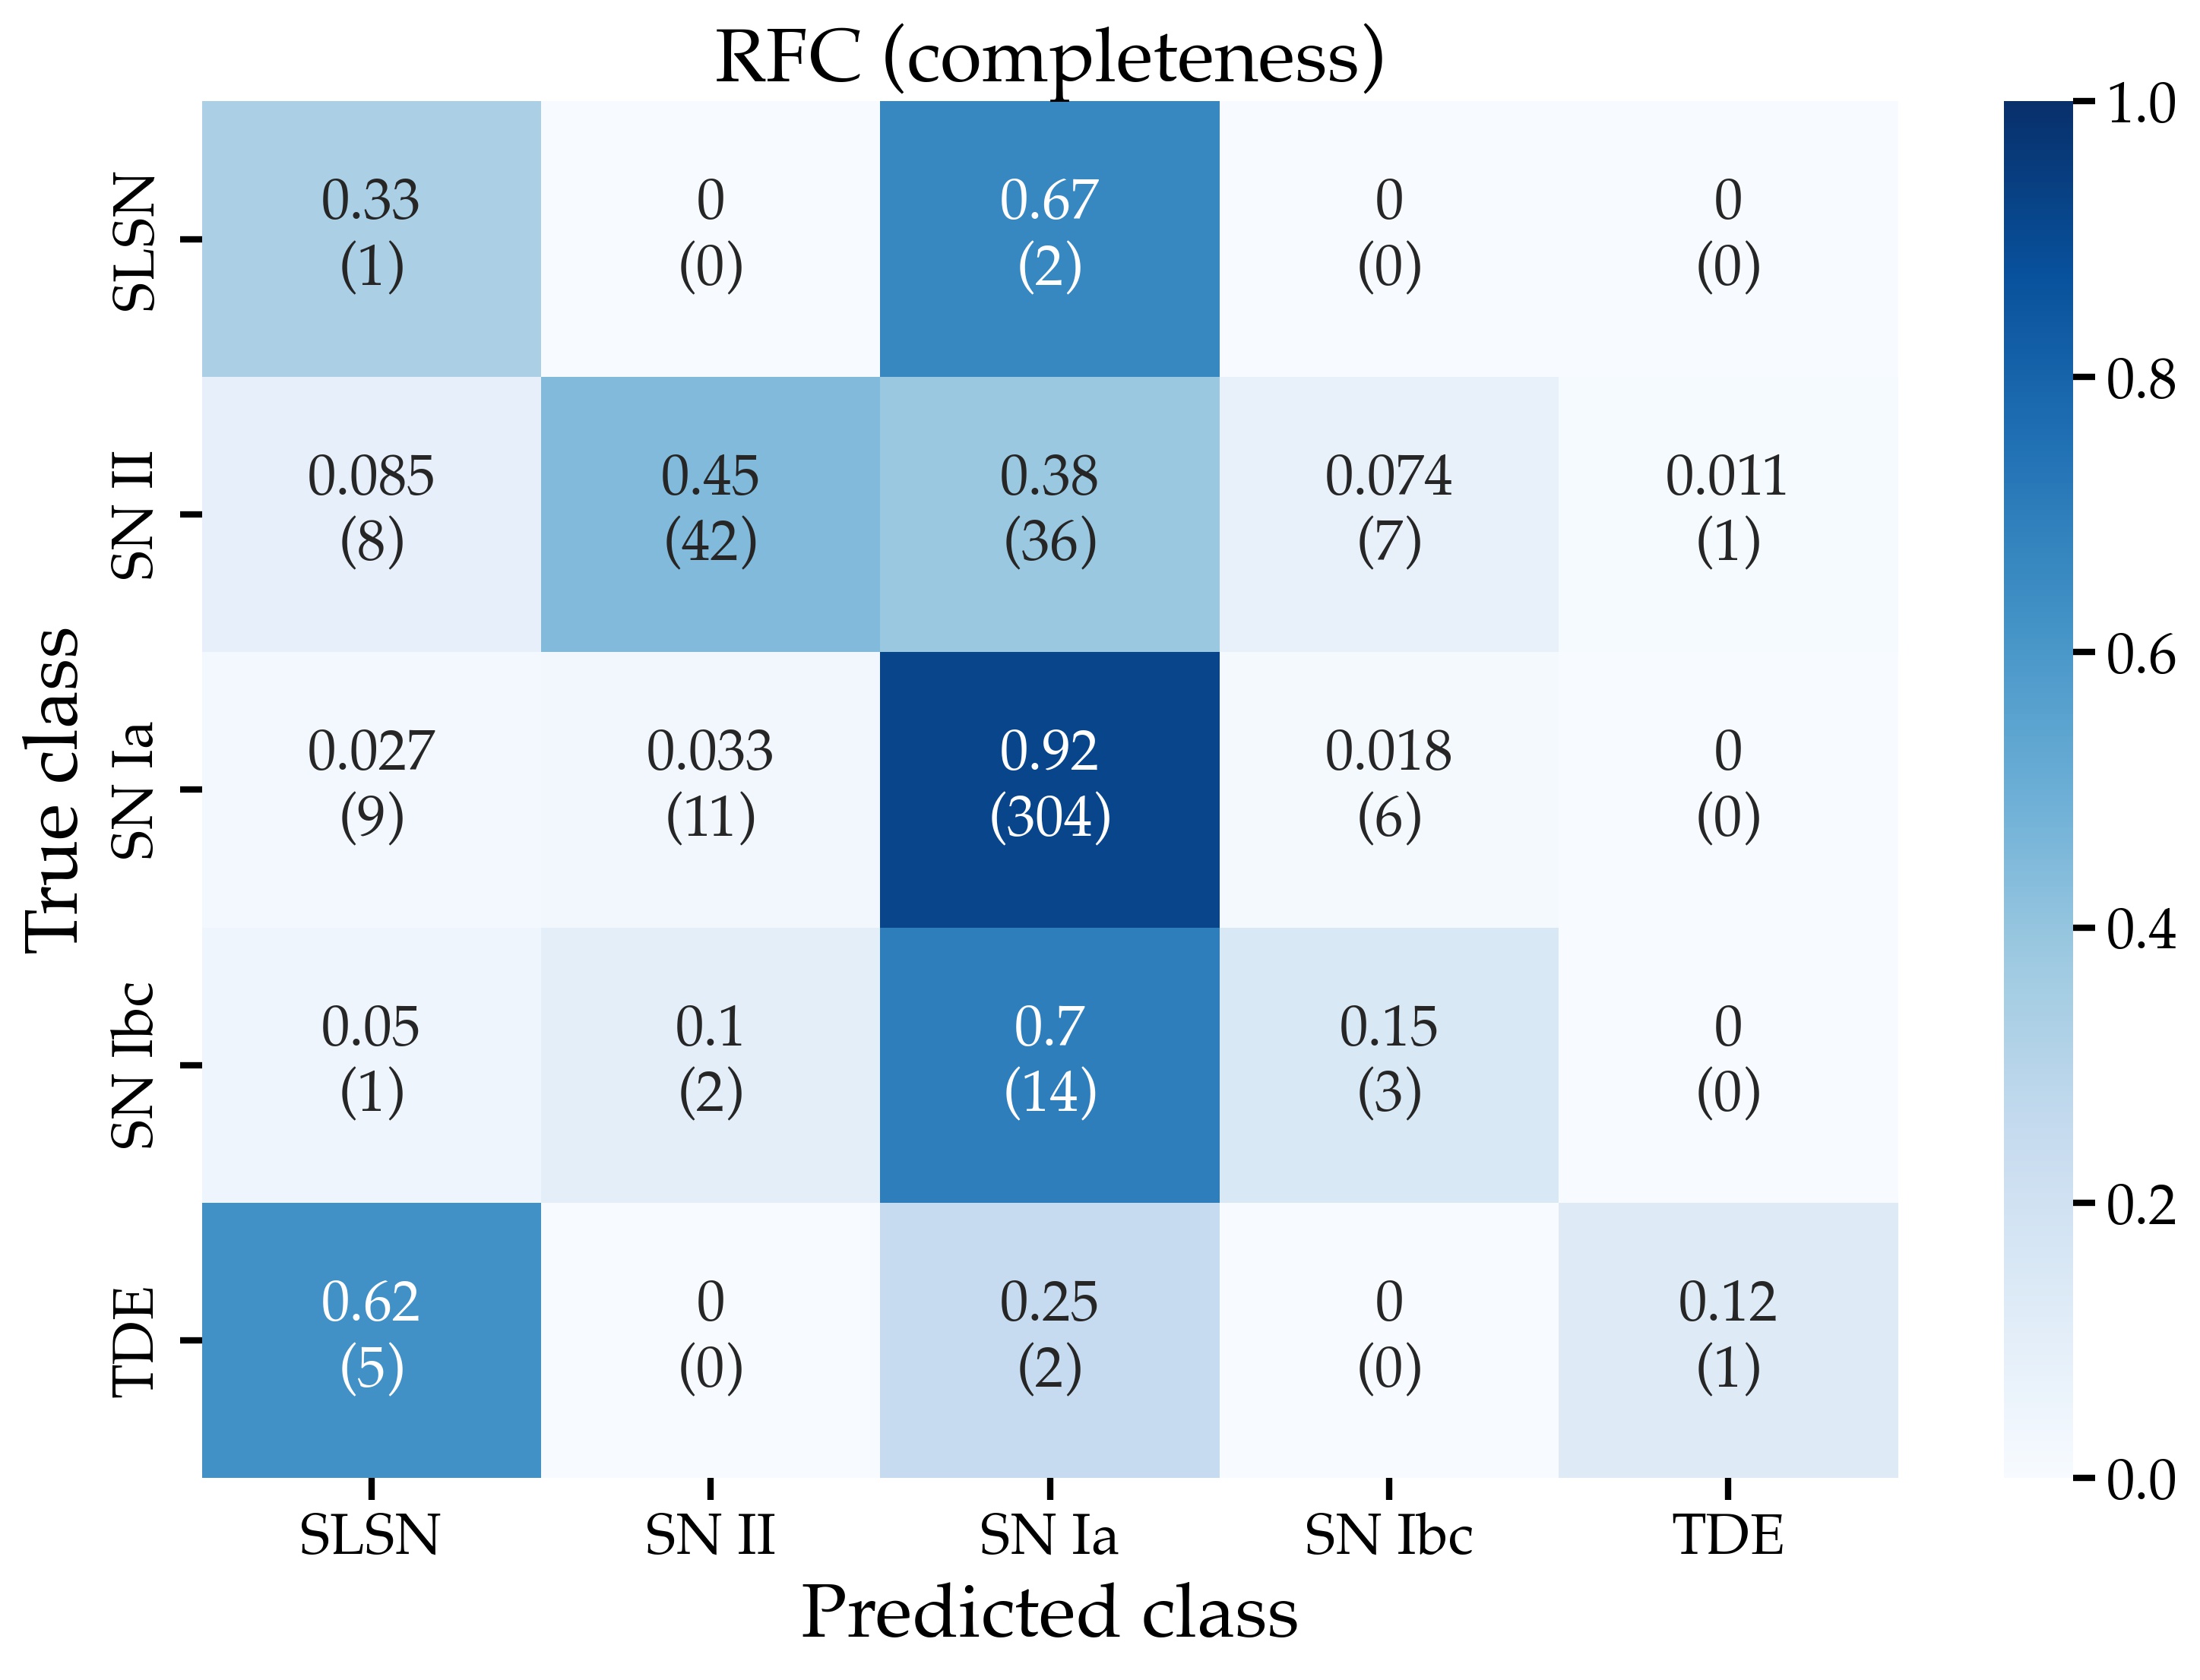 RFC (completeness)
True class
SLSN
0.33 0 0.67 0 0
(1) (0) (2) (0) (0)
SN II
0.085 0.45 0.38 0.074 0.011
(8) (42) (36) (7) (1)
SN Ia
0.027 0.033 0.92 0.018 0
(9) (11) (304) (6) (0)
SN Ibc
0.05 0.1 0.7 0.15 0
(1) (2) (14) (3) (0)
TDE
0.62 0 0.25 0 0.12
(5) (0) (2) (0) (1)
SLSN SN II SN Ia SN Ibc TDE
Predicted class
1.0
0.8
0.6
0.4
0.2
0.0